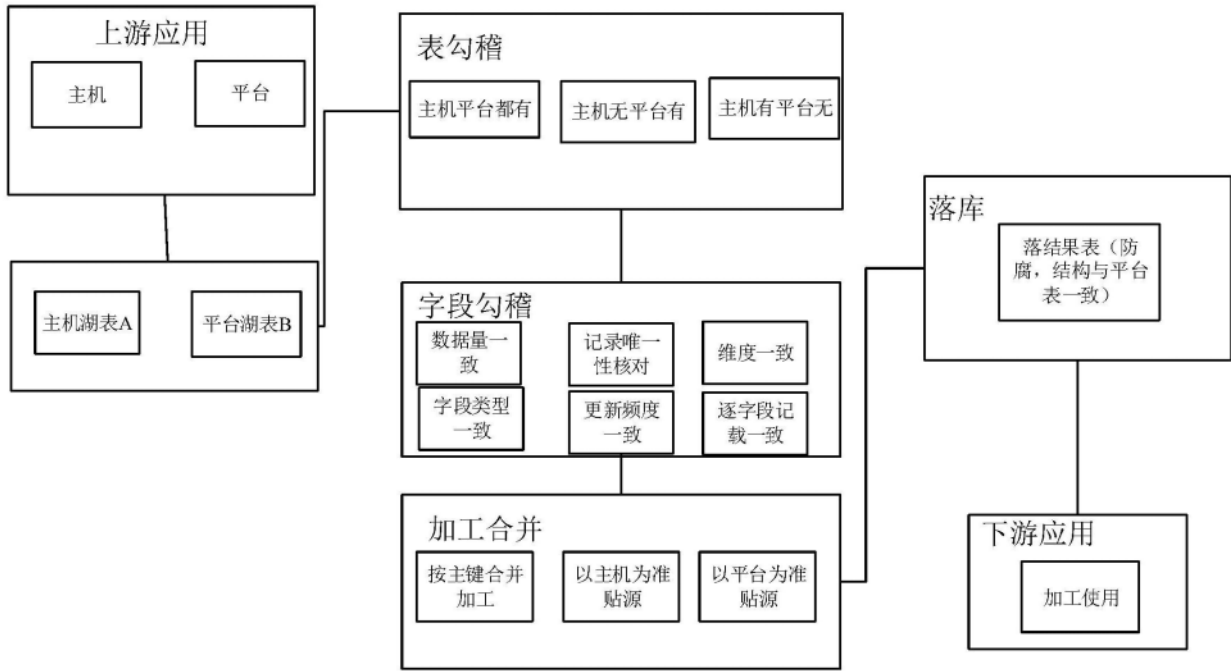 上游应用
主机
平台
主机湖表A
平台湖表B
表勾稽
主机平台都有
主机无平台有
主机有平台无
字段勾稽
数据量一
致
记录唯一
性核对
维度一致
字段类型
一致
更新频度
一致
逐字段记
载一致
加工合并
按主键合并
加工
以主机为准
贴源
以平台为准
贴源
落库
落结果表（防
腐，结构与平台
表一致）
下游应用
加工使用